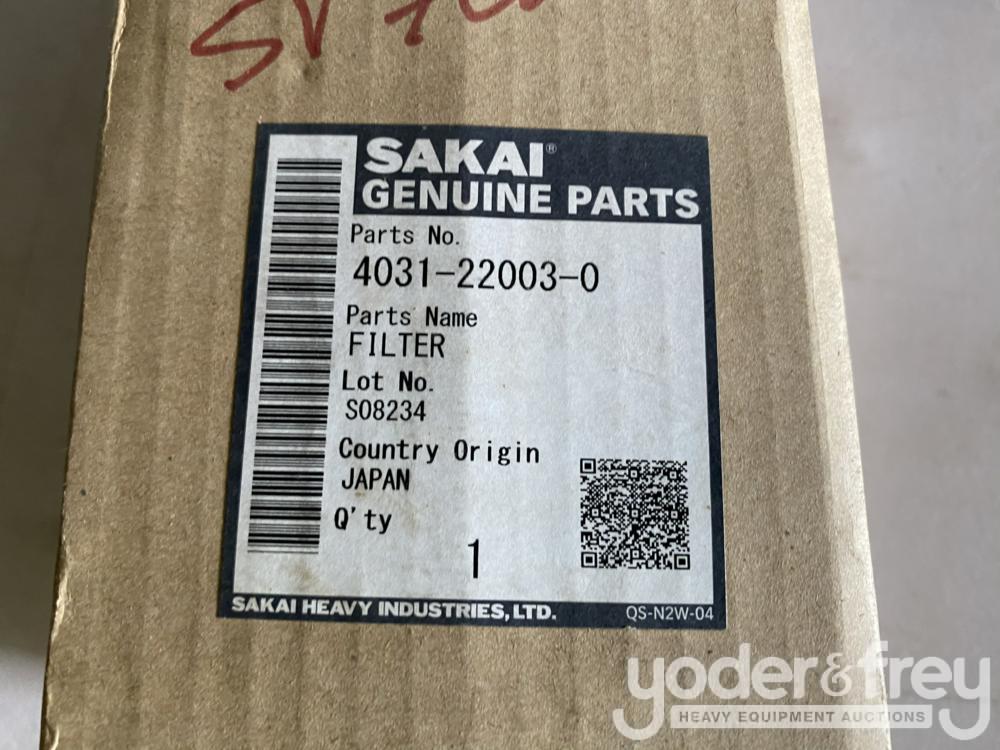 SAKAI®
GENUINE PARTS
Parts No.
4031-22003-0
Parts Name
FILTER
Lot No.
S08234
Country Origin
JAPAN
Q'ty
1
SAKAI HEAVY INDUSTRIES, LTD.
QS-N2W-04
yoder&frey
HEAVY EQUIPMENT AUCTIONS